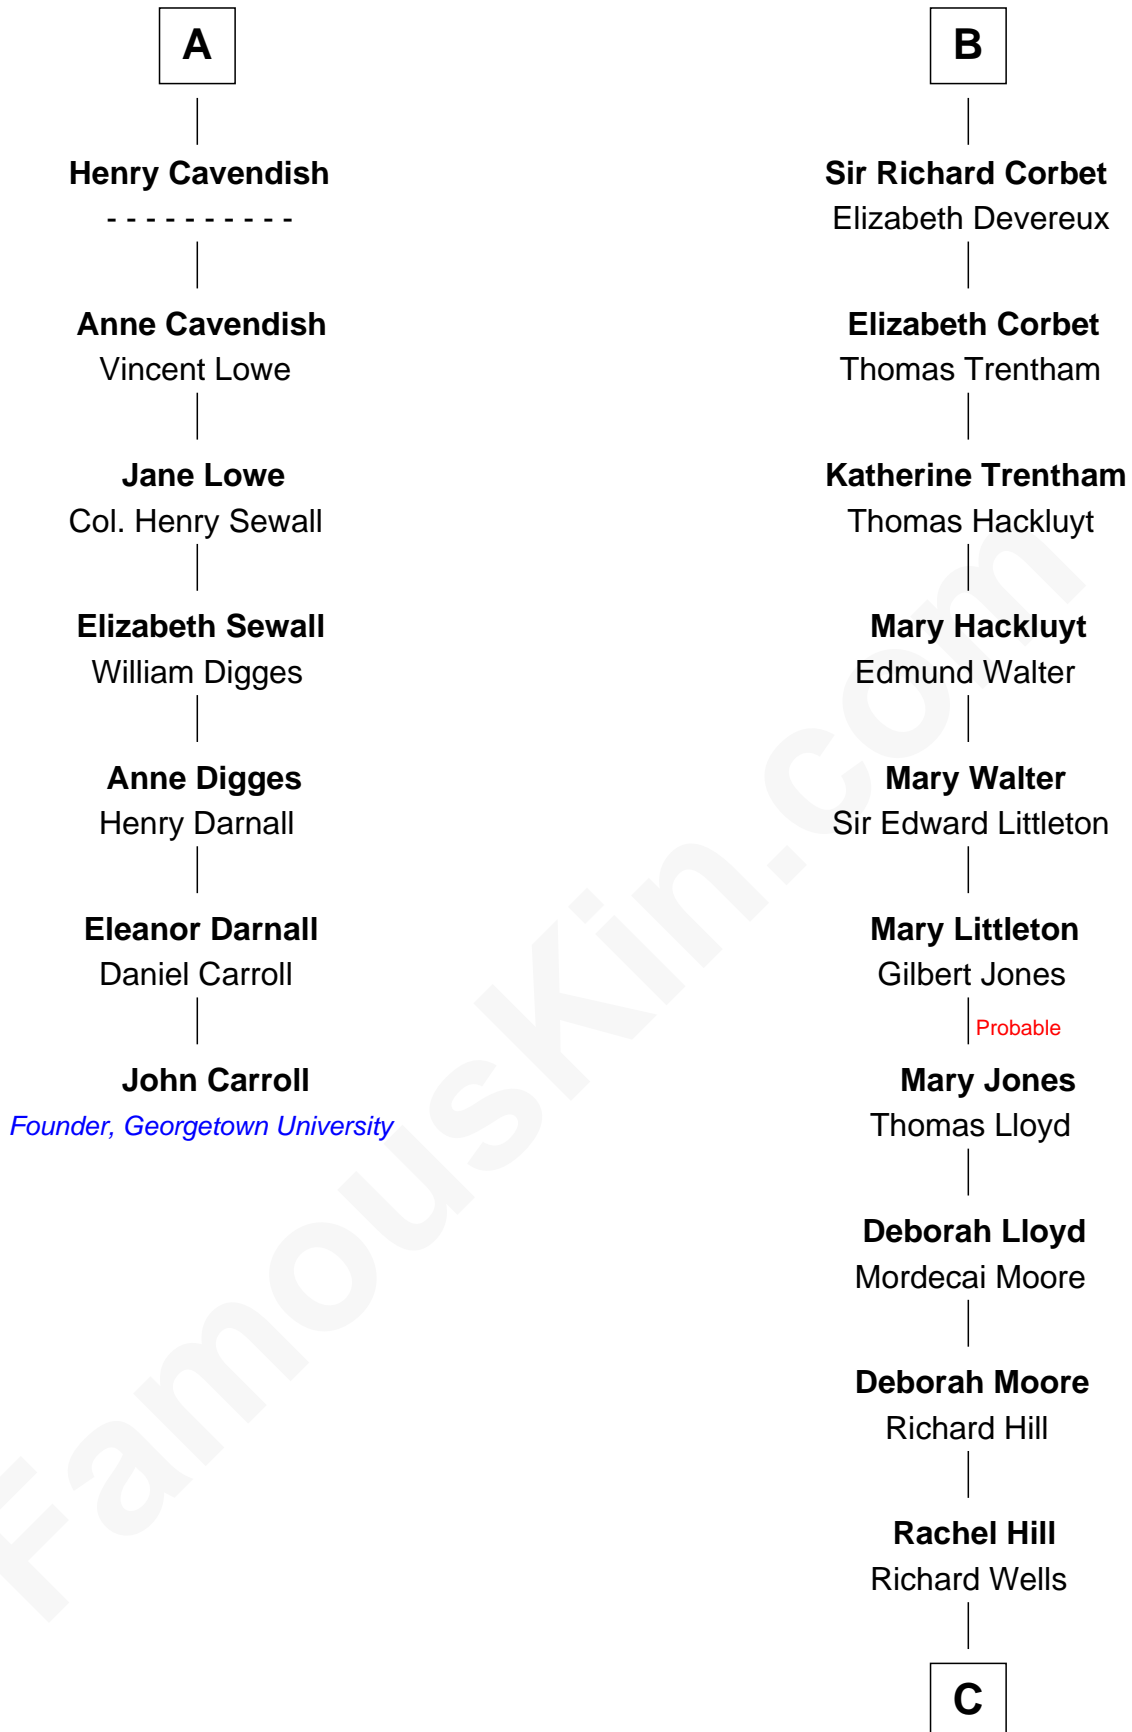 A
Henry Cavendish
- - - - - - - - - -
Anne Cavendish
Vincent Lowe
Jane Lowe
Col. Henry Sewall
Elizabeth Sewall
William Digges
Anne Digges
Henry Darnall
Eleanor Darnall
Daniel Carroll
John Carroll
Founder, Georgetown University
B
Sir Richard Corbet
Elizabeth Devereux
Elizabeth Corbet
Thomas Trentham
Katherine Trentham
Thomas Hackluyt
Mary Hackluyt
Edmund Walter
Mary Walter
Sir Edward Littleton
Mary Littleton
Gilbert Jones
Probable
Mary Jones
Thomas Lloyd
Deborah Lloyd
Mordecai Moore
Deborah Moore
Richard Hill
Rachel Hill
Richard Wells
C
FamousKin.com